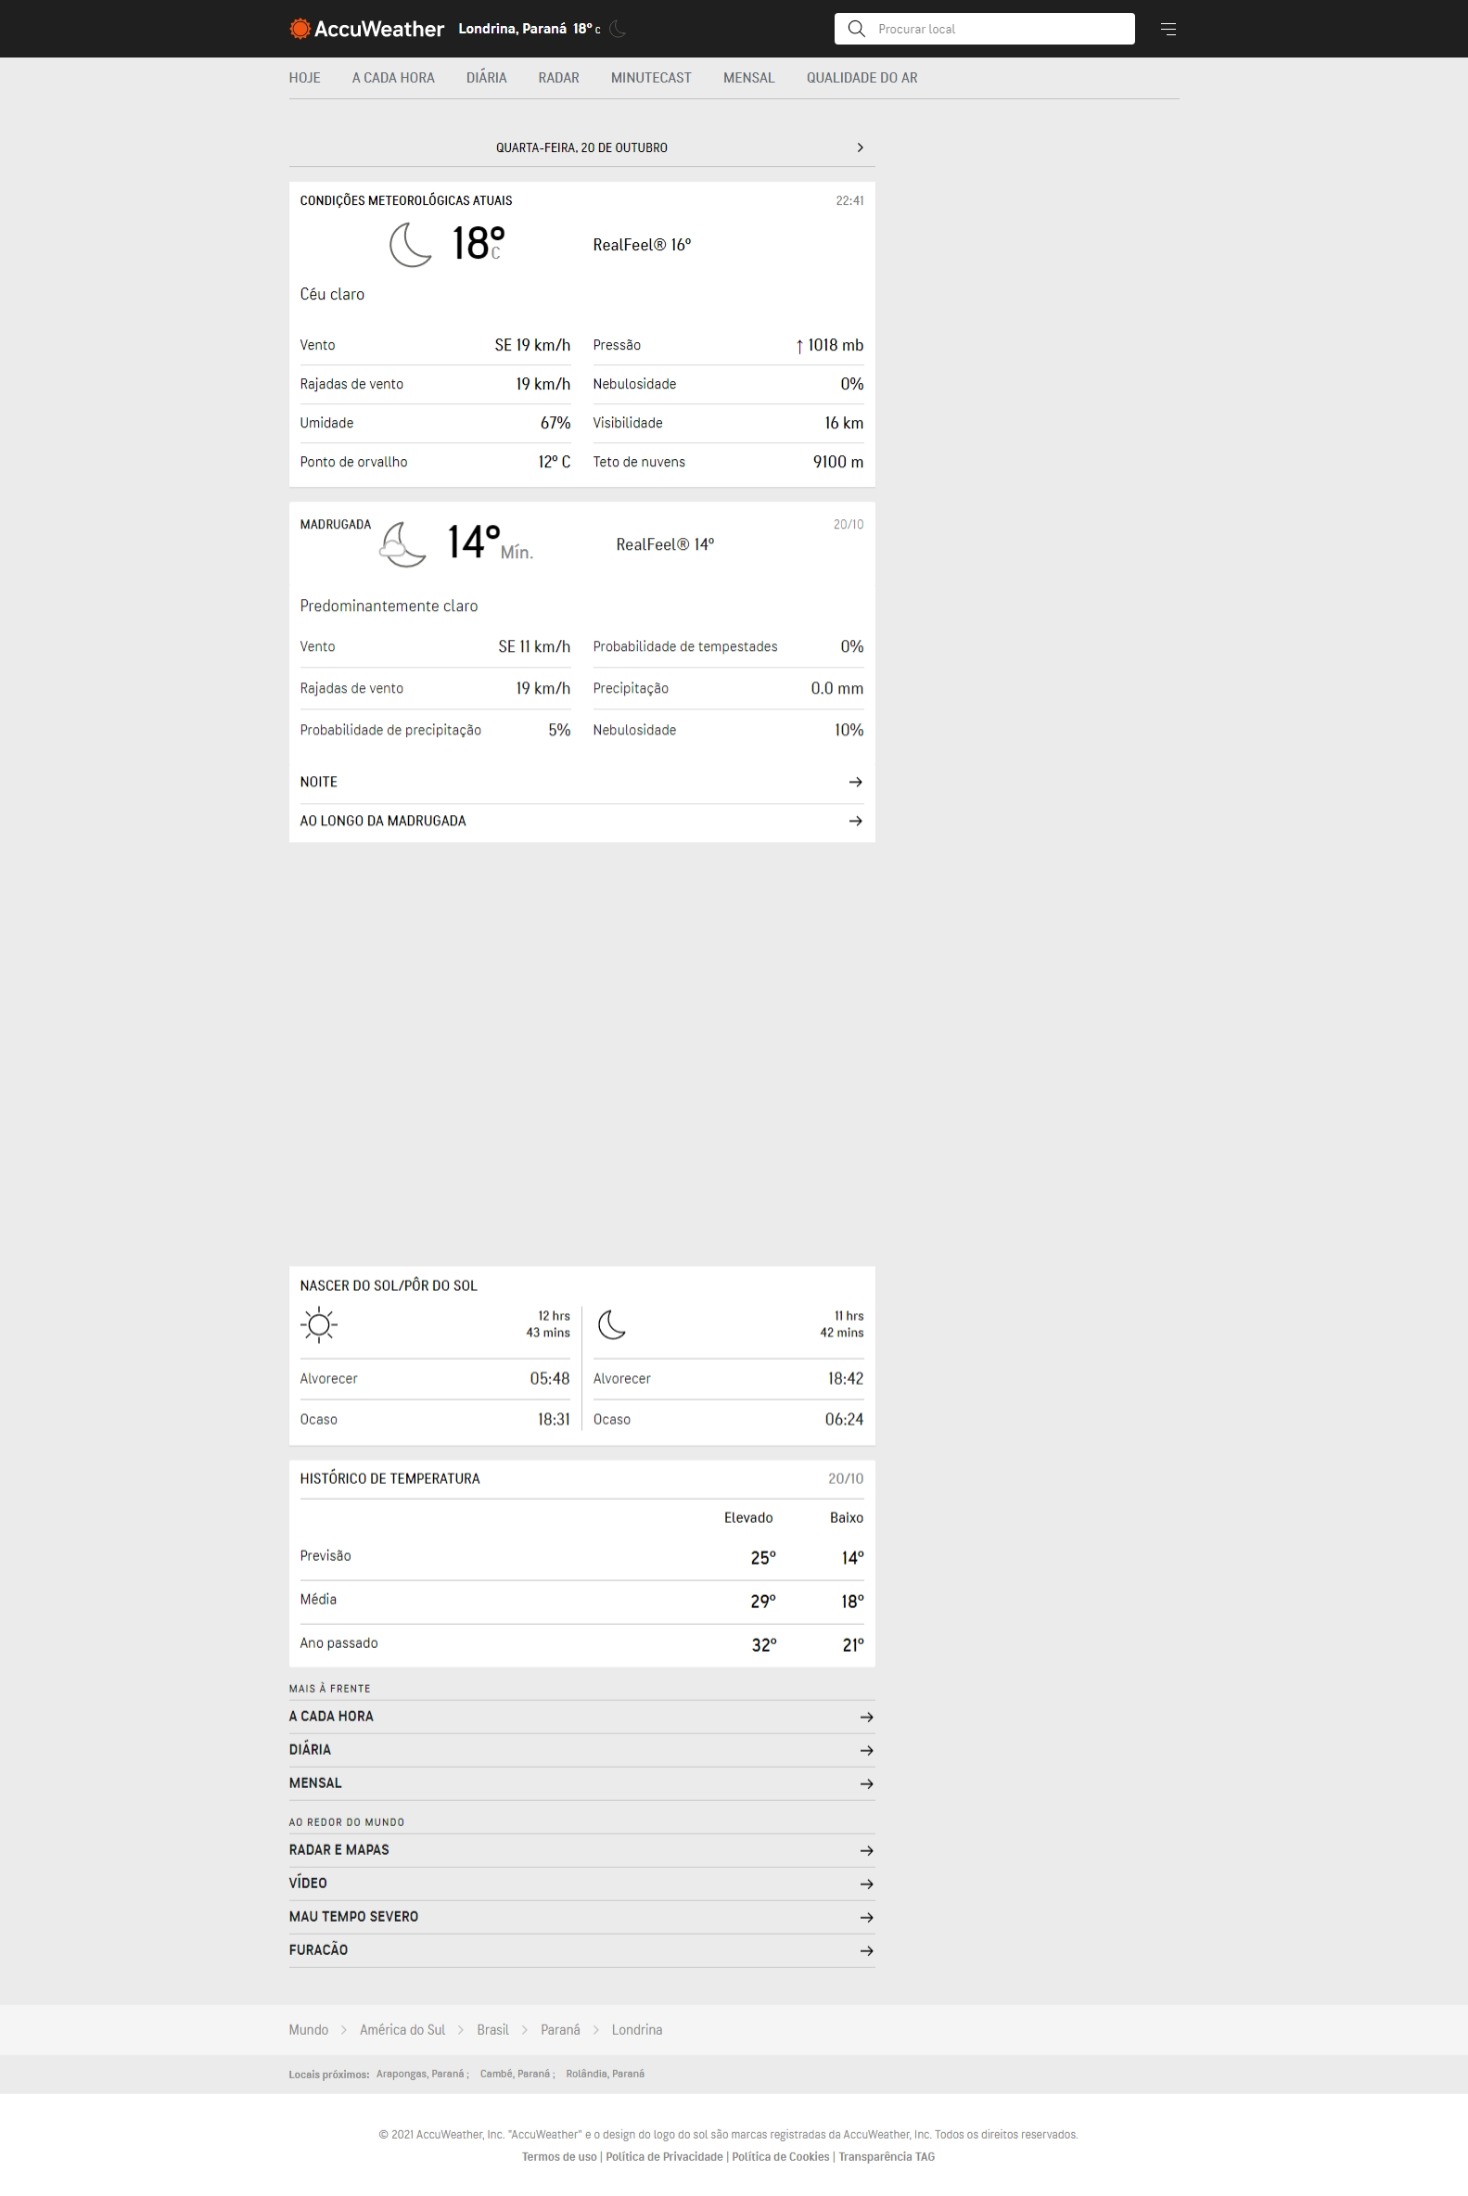 AccuWeather Londrina, Paraná 18° C Procurar local
HOJE A CADA HORA DIÁRIA RADAR MINUTECAST MENSAL QUALIDADE DO AR
QUARTA-FEIRA, 20 DE OUTUBRO
CONDIÇÕES METEOROLÓGICAS ATUAIS 22:41
18° C RealFeel® 16°
Céu claro
Vento SE 19 km/h Pressão ↑ 1018 mb
Rajadas de vento 19 km/h Nebulosidade 0%
Umidade 67% Visibilidade 16 km
Ponto de orvallho 12° C Teto de nuvens 9100 m
MADRUGADA 14° Mín. RealFeel® 14° 20/10
Predominantemente claro
Vento SE 11 km/h Probabilidade de tempestades 0%
Rajadas de vento 19 km/h Precipitação 0.0 mm
Probabilidade de precipitação 5% Nebulosidade 10%
NOITE
AO LONGO DA MADRUGADA
NASCER DO SOL/PÔR DO SOL
12 hrs 11 hrs
43 mins 42 mins
Alvorecer 05:48 Alvorecer 18:42
Ocaso 18:31 Ocaso 06:24
HISTÓRICO DE TEMPERATURA 20/10
Elevado Baixo
Previsão 25° 14°
Média 29° 18°
Ano passado 32° 21°
MAIS À FRENTE
A CADA HORA
DIÁRIA
MENSAL
AO REDOR DO MUNDO
RADAR E MAPAS
VÍDEO
MAU TEMPO SEVERO
FURACÃO
Mundo > América do Sul > Brasil > Paraná > Londrina
Locais próximos: Arapongas, Paraná ; Cambé, Paraná ; Rolândia, Paraná
© 2021 AccuWeather, Inc. "AccuWeather" e o design do logo do sol são marcas registradas da AccuWeather, Inc. Todos os direitos reservados.
Termos de uso | Política de Privacidade | Política de Cookies | Transparência TAG